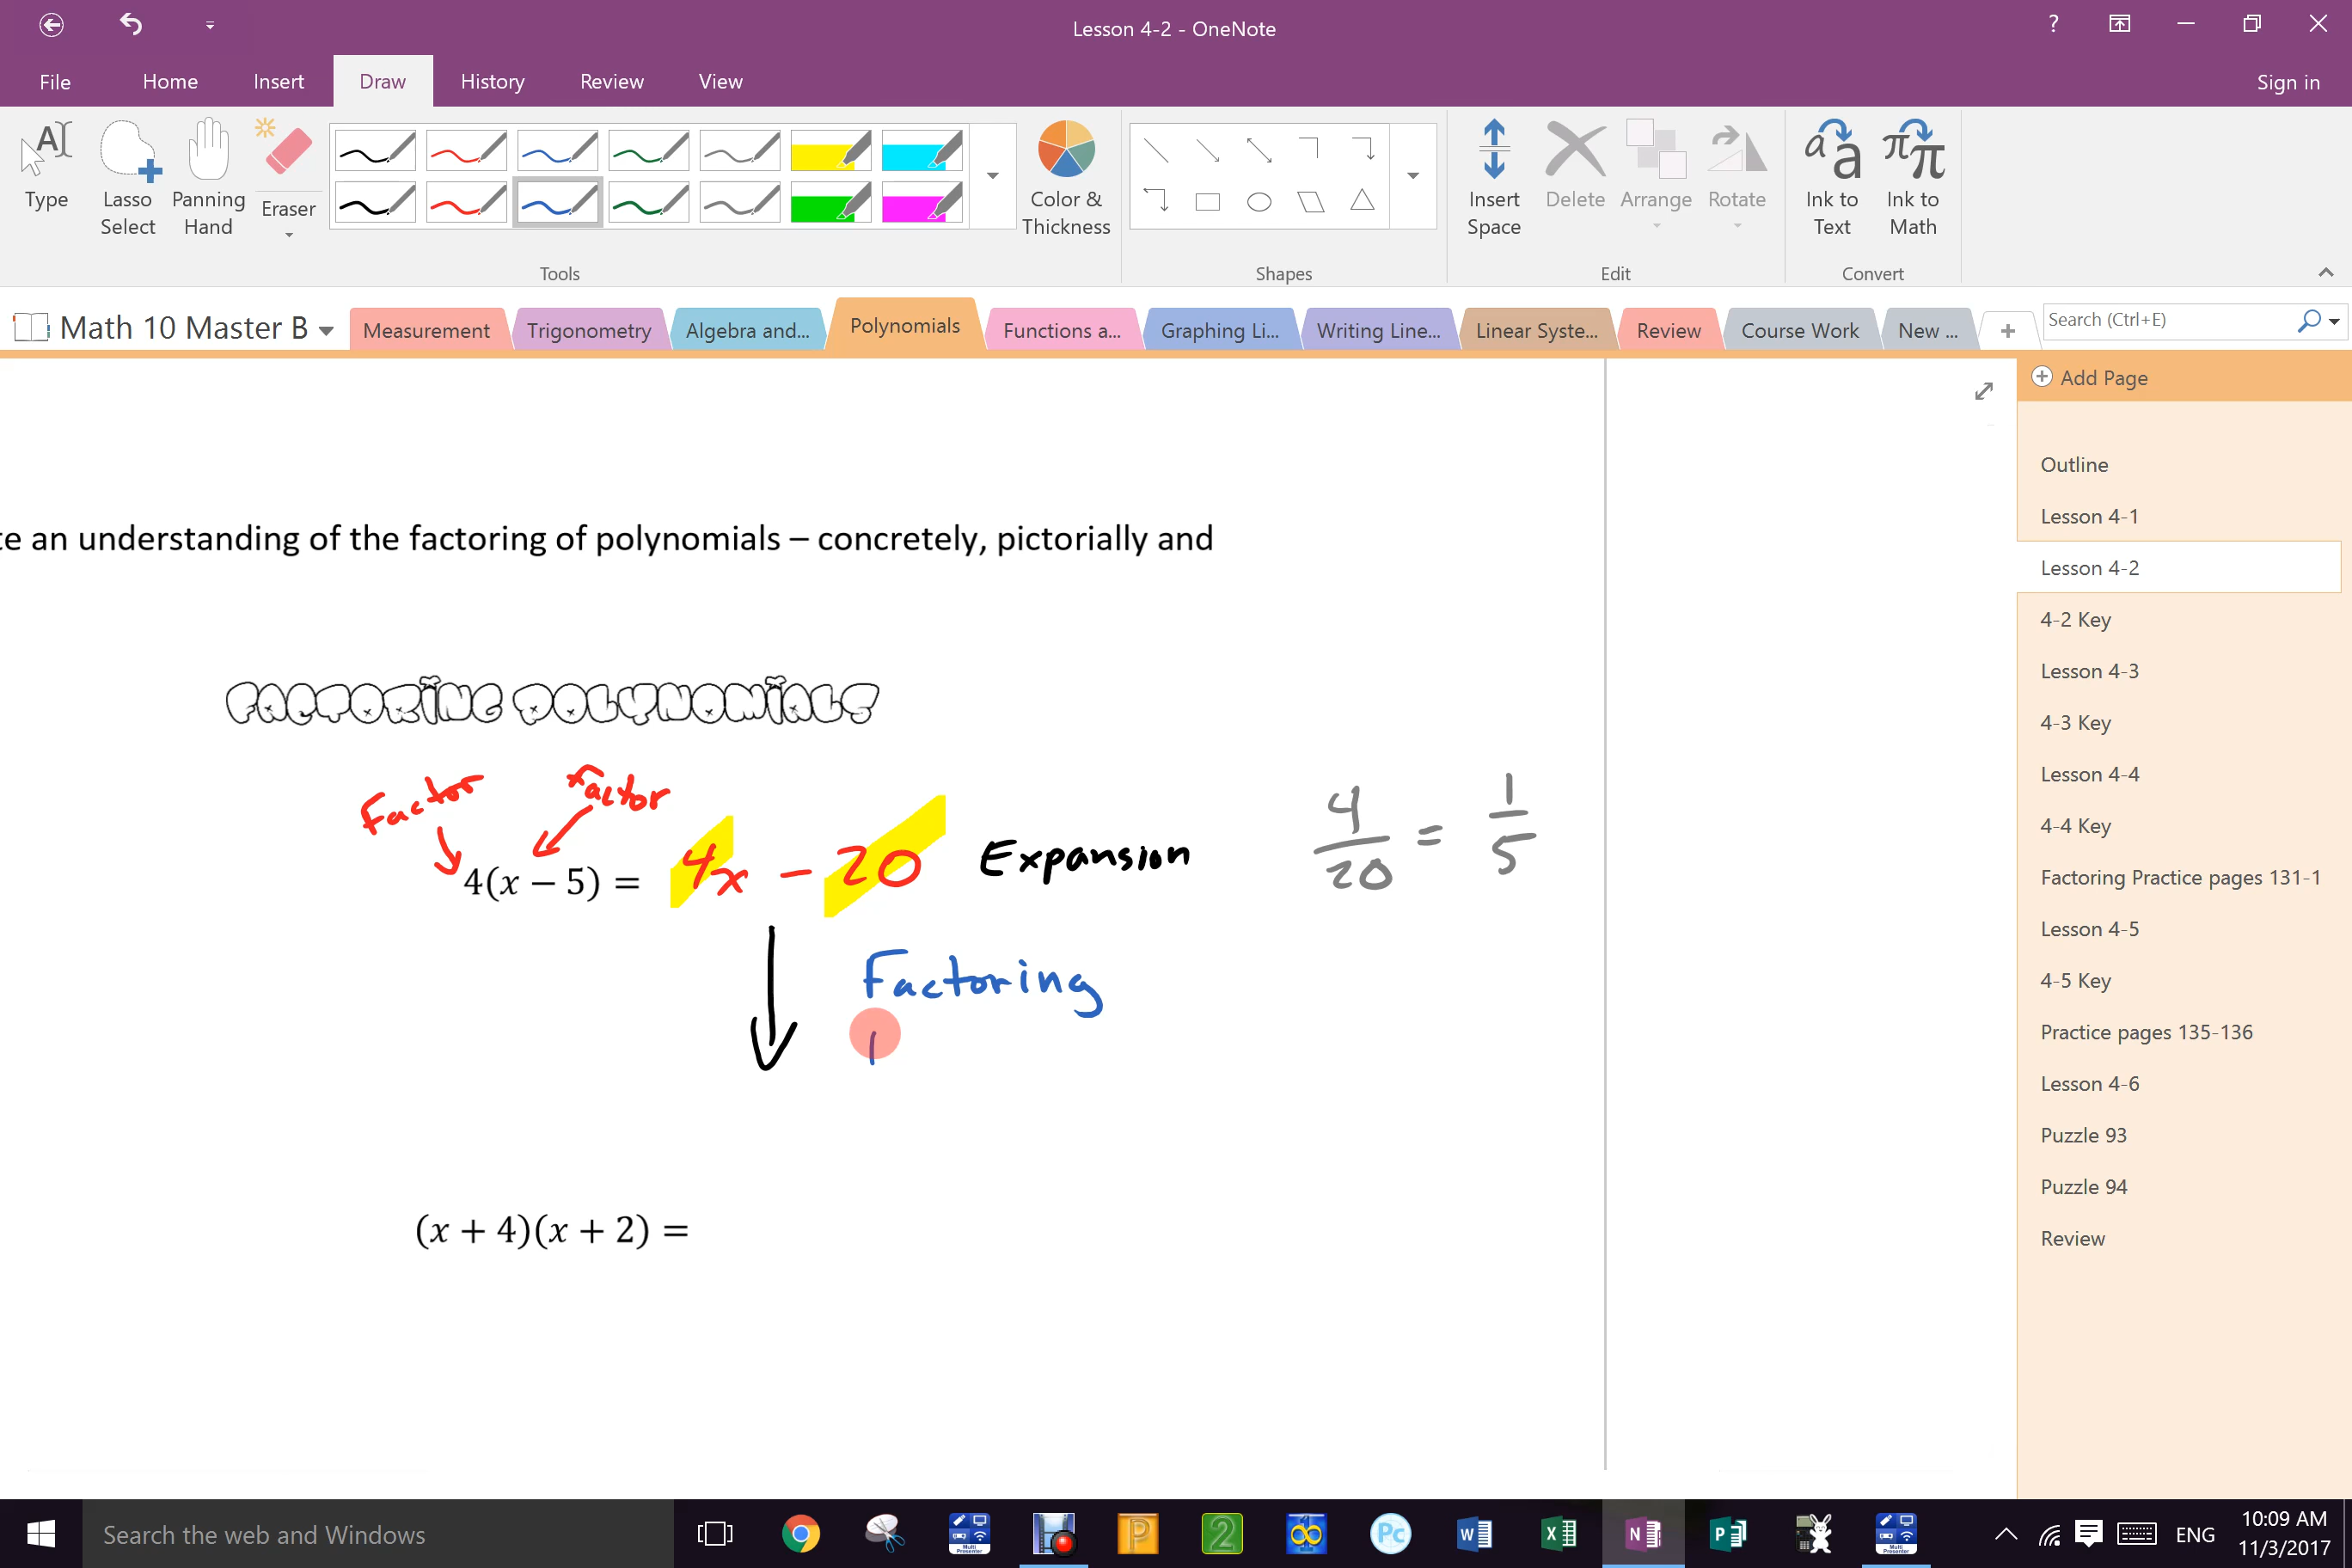 Lesson 4-2 - OneNote
?
File Home Insert Draw History Review View
Sign in
Type
Lasso Select
Panning Hand
Eraser
Color & Thickness
Insert Space
Delete Arrange Rotate
Ink to Text
Ink to Math
Tools Shapes Edit Convert
Math 10 Master B
Measurement Trigonometry Algebra and... Polynomials Functions a... Graphing Li... Writing Line... Linear Syste... Review Course Work New ... +
Search (Ctrl+E)
Add Page
Outline
Lesson 4-1
Lesson 4-2
4-2 Key
Lesson 4-3
4-3 Key
Lesson 4-4
4-4 Key
Factoring Practice pages 131-1
Lesson 4-5
4-5 Key
Practice pages 135-136
Lesson 4-6
Puzzle 93
Puzzle 94
Review
te an understanding of the factoring of polynomials – concretely, pictorially and
FACTORING POLYNOMIALS
Factor factor
4(x − 5) = 4x - 20 Expansion
4/20 = 1/5
Factoring
(x + 4)(x + 2) =
Search the web and Windows
ENG
10:09 AM
11/3/2017